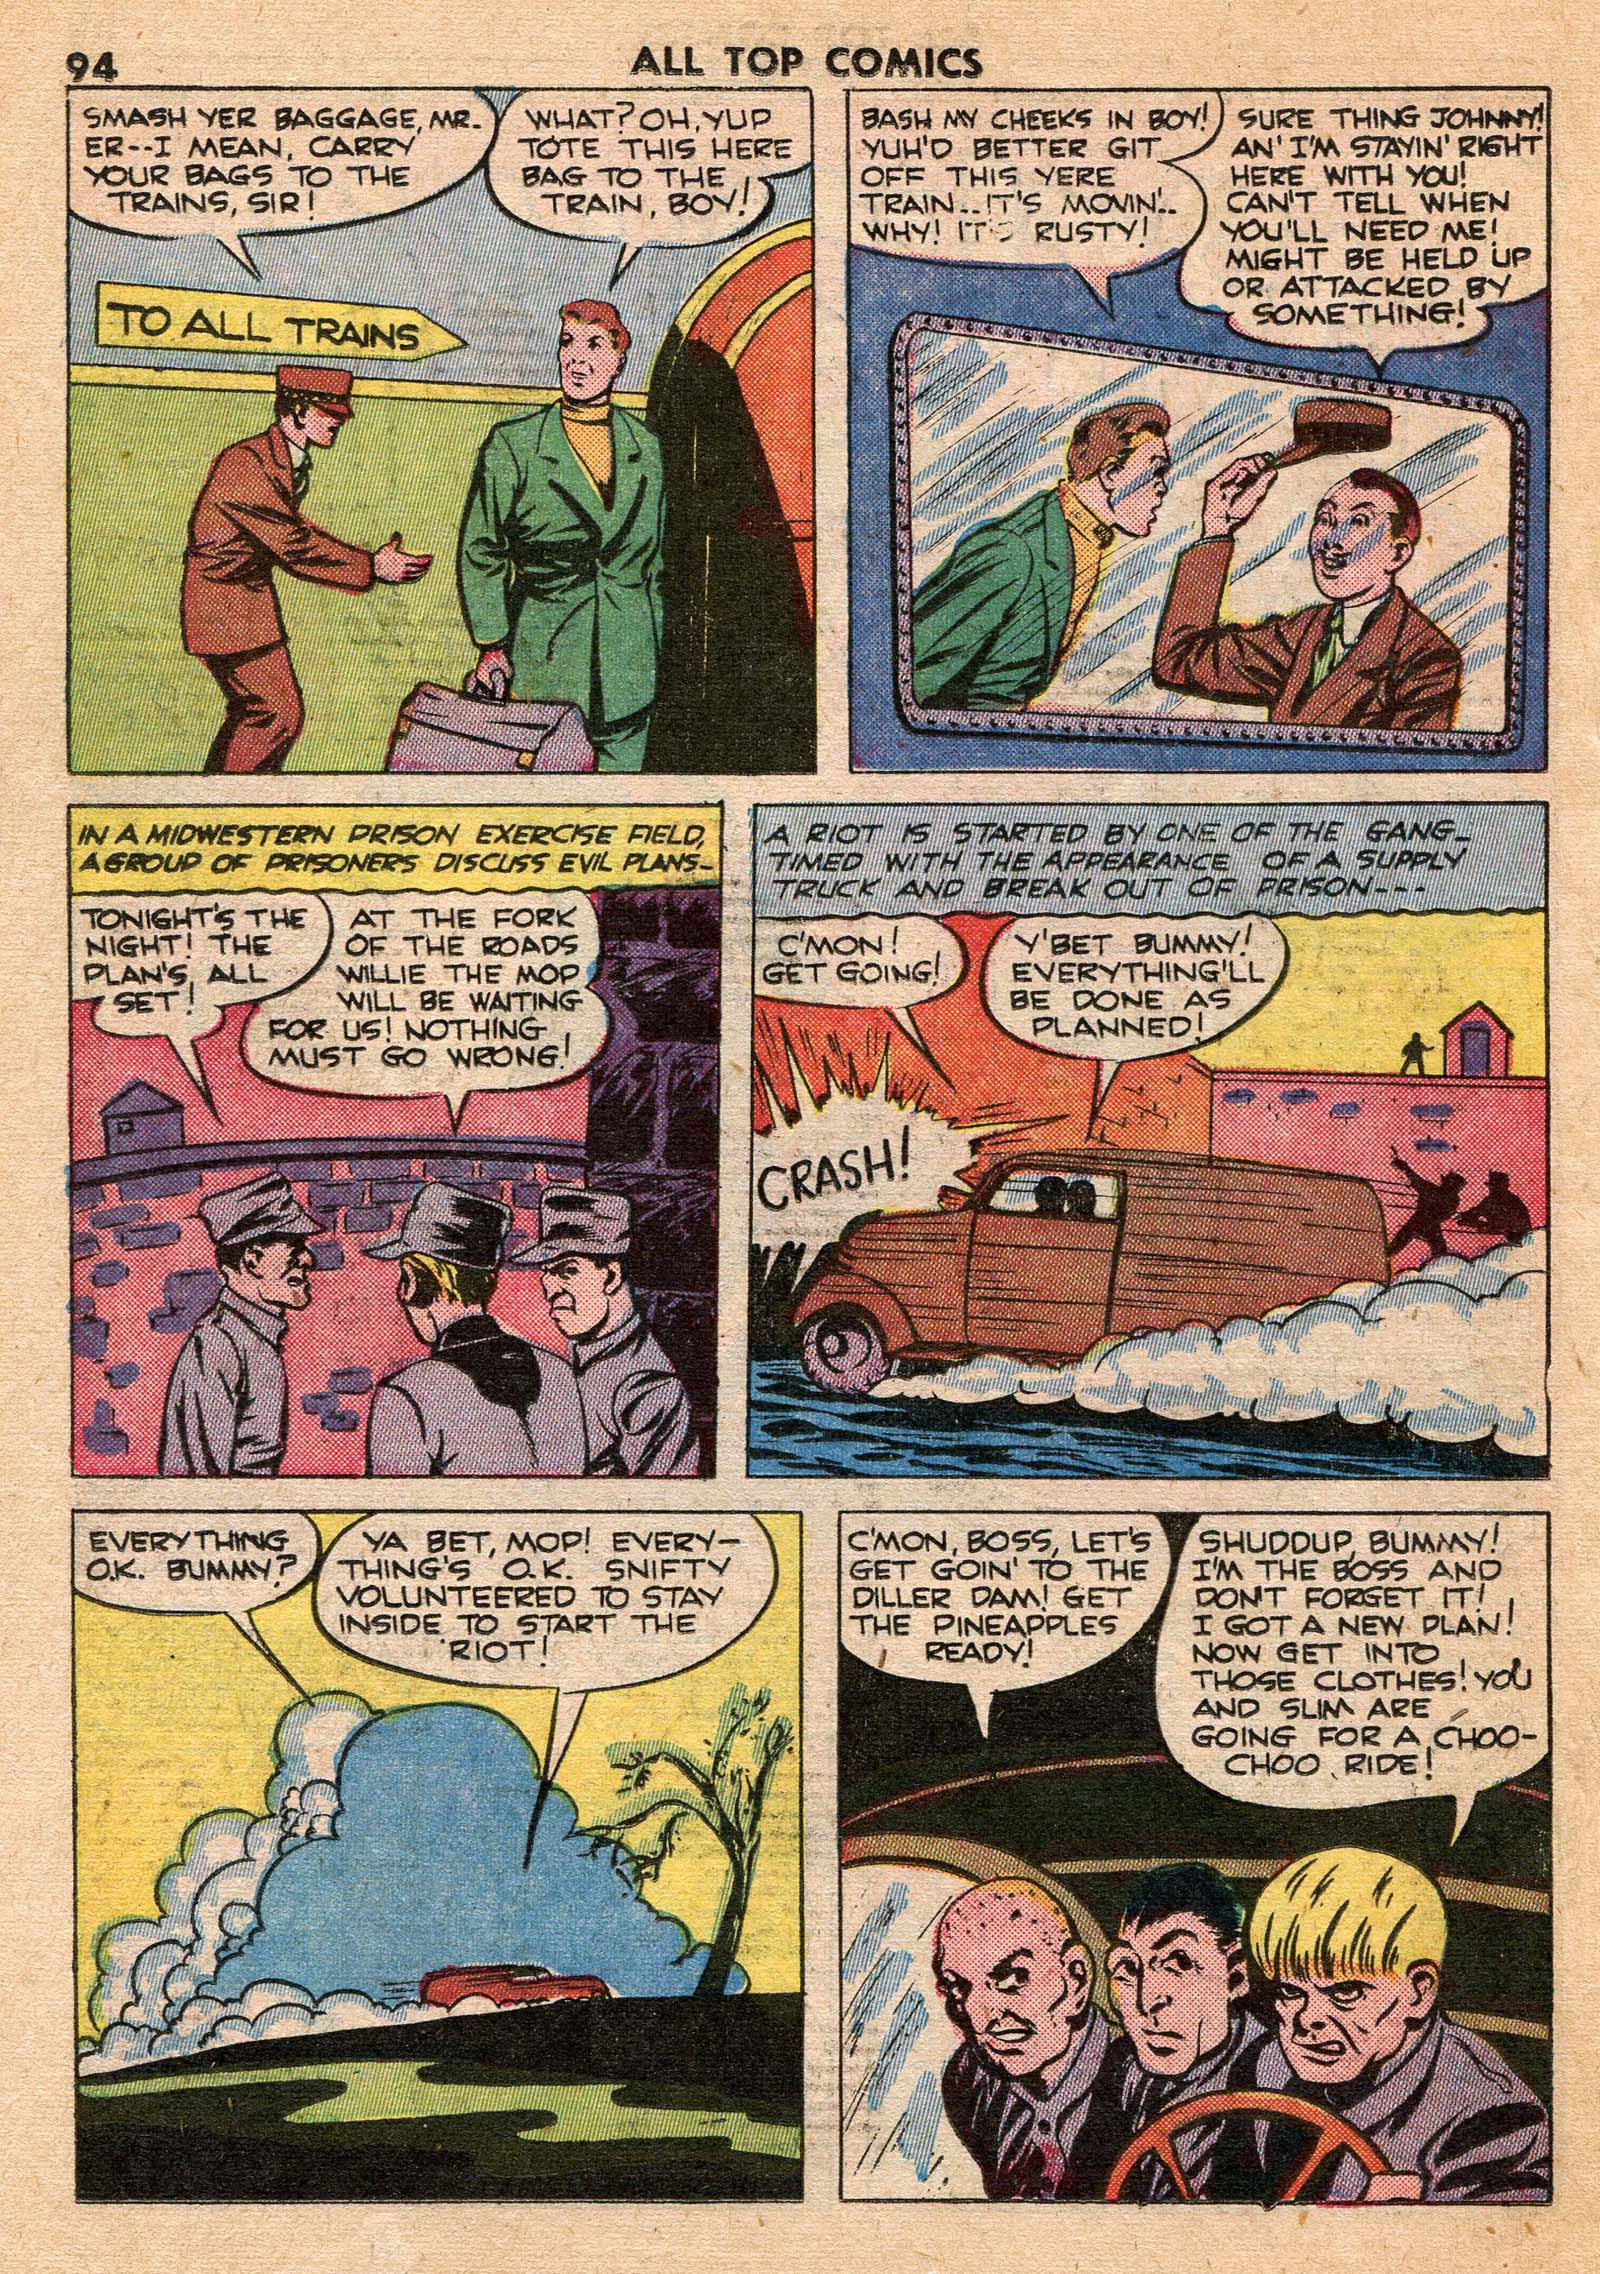 94
ALL TOP COMICS
SMASH YER BAGGAGE, MR.
ER--I MEAN, CARRY
YOUR BAGS TO THE
TRAINS, SIR!
WHAT? OH, YUP
TOTE THIS HERE
BAG TO THE
TRAIN, BOY!
TO ALL TRAINS
BASH MY CHEEKS IN BOY!
YUH'D BETTER GIT
OFF THIS YERE
TRAIN.. IT'S MOVIN'..
WHY! IT'S RUSTY!
SURE THING JOHNNY!
AN' I'M STAYIN' RIGHT
HERE WITH YOU!
CAN'T TELL WHEN
YOU'LL NEED ME!
MIGHT BE HELD UP
OR ATTACKED BY
SOMETHING!
IN A MIDWESTERN PRISON EXERCISE FIELD,
A GROUP OF PRISONERS DISCUSS EVIL PLANS-
TONIGHT'S THE
NIGHT! THE
PLAN'S, ALL
SET!
AT THE FORK
OF THE ROADS
WILLIE THE MOP
WILL BE WAITING
FOR US! NOTHING
MUST GO WRONG!
A RIOT IS STARTED BY ONE OF THE GANG-
TIMED WITH THE APPEARANCE OF A SUPPLY
TRUCK AND BREAK OUT OF PRISON---
C'MON!
GET GOING!
Y'BET BUMMY!
EVERYTHING'LL
BE DONE AS
PLANNED!
CRASH!
EVERYTHING
O.K. BUMMY?
YA BET, MOP! EVERY-
THING'S O.K. SNIFTY
VOLUNTEERED TO STAY
INSIDE TO START THE
RIOT!
C'MON, BOSS, LET'S
GET GOIN' TO THE
DILLER DAM! GET
THE PINEAPPLES
READY!
SHUDDUP, BUMMY!
I'M THE BOSS AND
DON'T FORGET IT!
I GOT A NEW PLAN!
NOW GET INTO
THOSE CLOTHES! YOU
AND SLIM ARE
GOING FOR A CHOO-
CHOO RIDE!